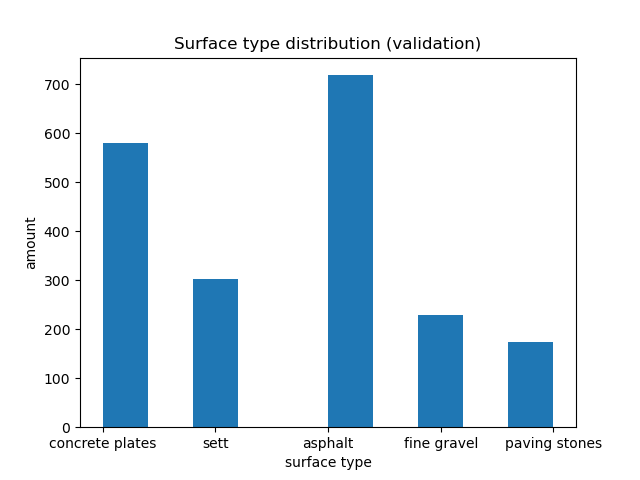 Surface type distribution (validation)
700
600
500
400
300
200
100
0
amount
concrete plates sett asphalt fine gravel paving stones
surface type